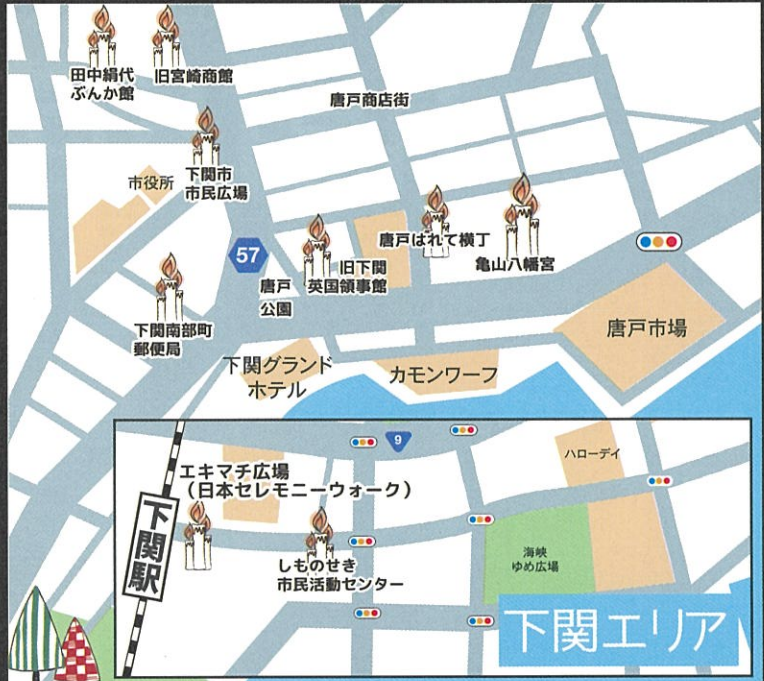 田中絹代
ぶんか館
旧宮崎商館
唐戸商店街
下関市
市民広場
市役所
57
唐戸
公園
旧下関
英国領事館
唐戸はれて横丁
亀山八幡宮
下関南部町
郵便局
唐戸市場
下関グランド
ホテル
カモンワーフ
9
エキマチ広場
(日本セレモニーウォーク)
ハローデイ
下関駅
しものせき
市民活動センター
海峡
ゆめ広場
下関エリア